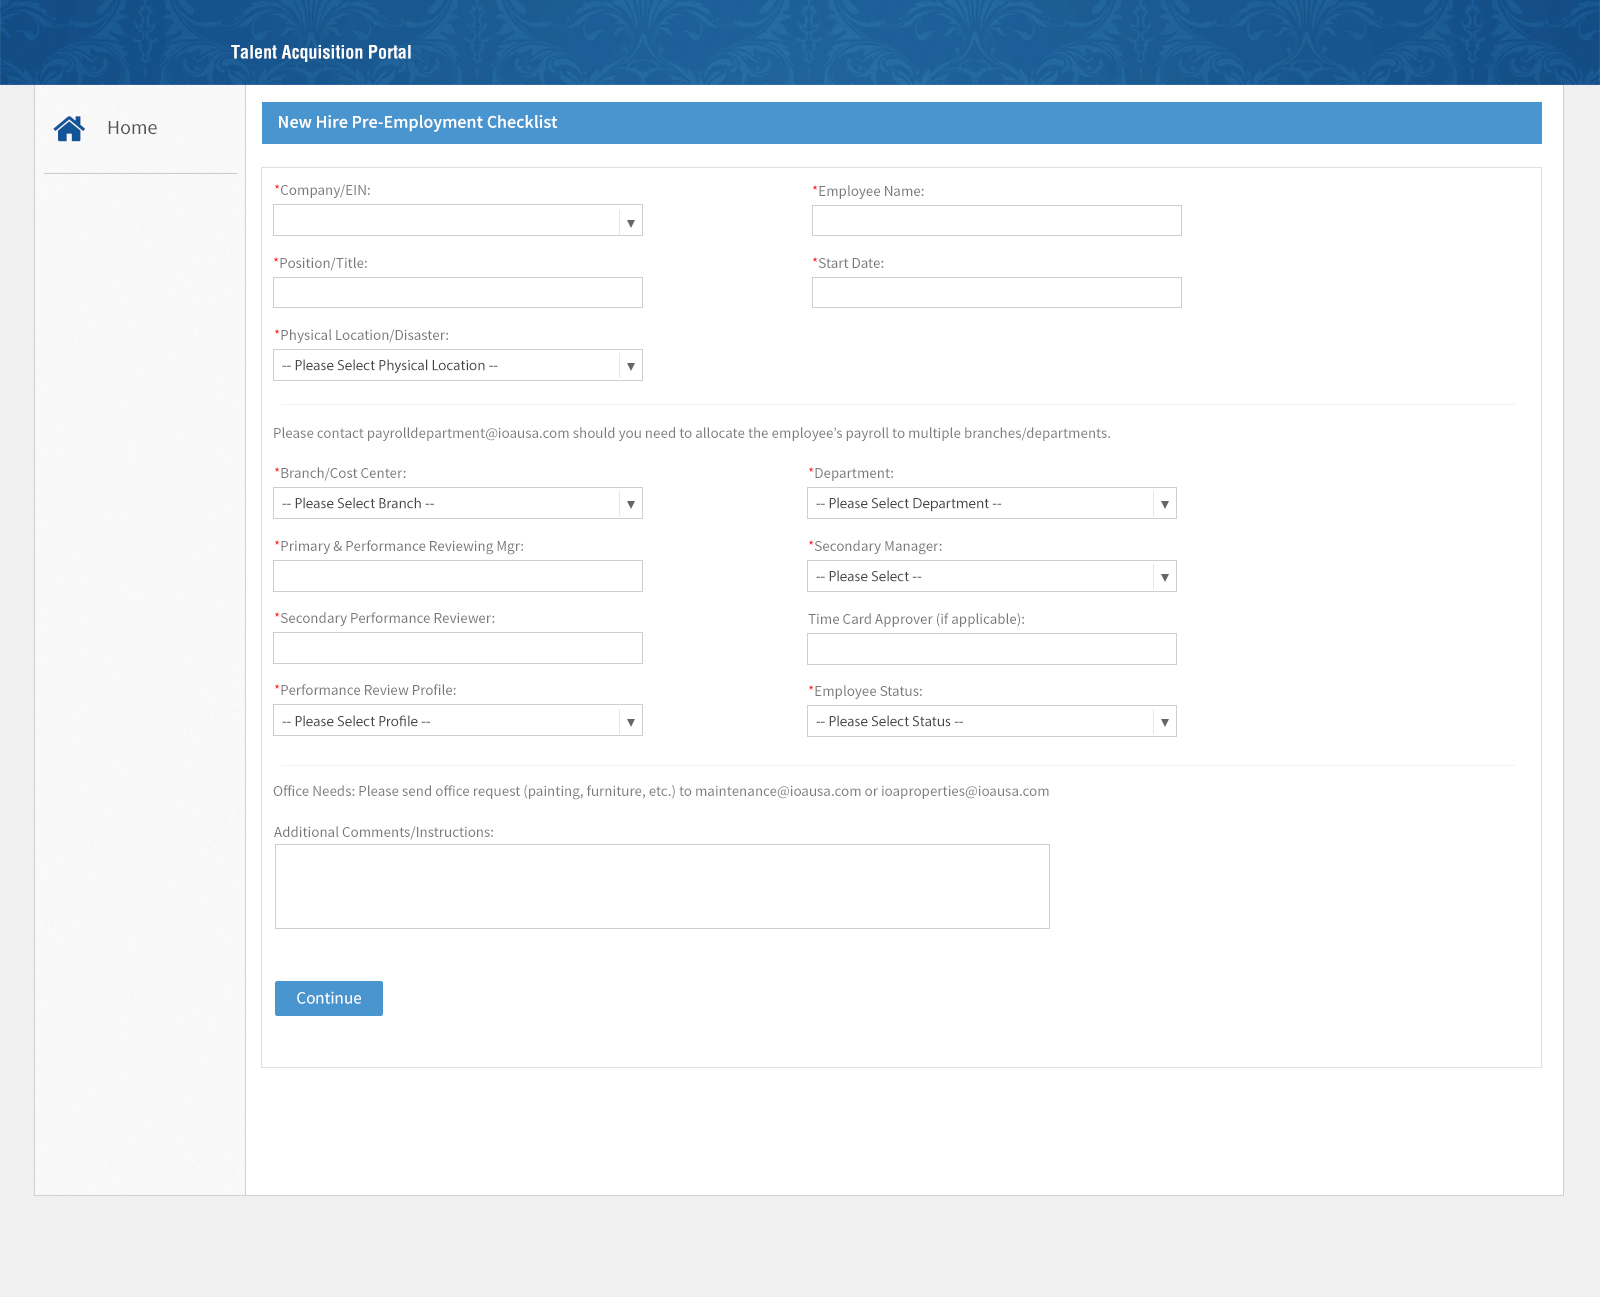 Talent Acquisition Portal
Home
New Hire Pre-Employment Checklist
*Company/EIN:
*Employee Name:
*Position/Title:
*Start Date:
*Physical Location/Disaster:
-- Please Select Physical Location --
Please contact payrolldepartment@ioausa.com should you need to allocate the employee’s payroll to multiple branches/departments.
*Branch/Cost Center:
*Department:
-- Please Select Branch --
-- Please Select Department --
*Primary & Performance Reviewing Mgr:
*Secondary Manager:
-- Please Select --
*Secondary Performance Reviewer:
Time Card Approver (if applicable):
*Performance Review Profile:
*Employee Status:
-- Please Select Profile --
-- Please Select Status --
Office Needs: Please send office request (painting, furniture, etc.) to maintenance@ioausa.com or ioaproperties@ioausa.com
Additional Comments/Instructions:
Continue